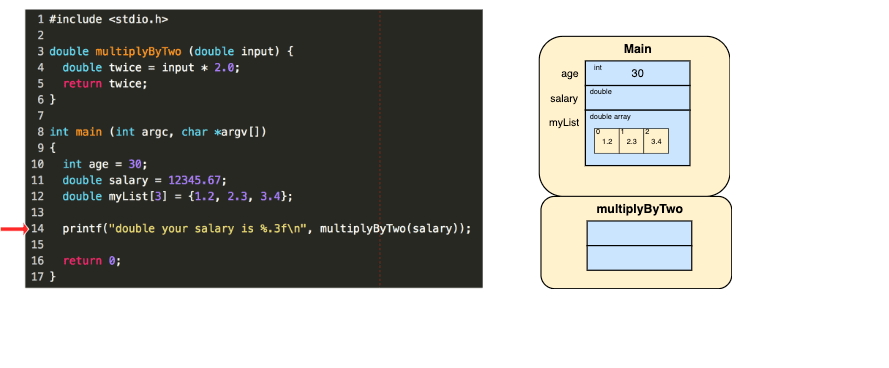 1 #include <stdio.h>
2
3 double multiplyByTwo (double input) {
4   double twice = input * 2.0;
5   return twice;
6 }
7
8 int main (int argc, char *argv[])
9 {
10   int age = 30;
11   double salary = 12345.67;
12   double myList[3] = {1.2, 2.3, 3.4};
13
14   printf("double your salary is %.3f\n", multiplyByTwo(salary));
15
16   return 0;
17 }
Main
int
age 30
double
salary
double array
myList
0 1 2
1.2 2.3 3.4
multiplyByTwo